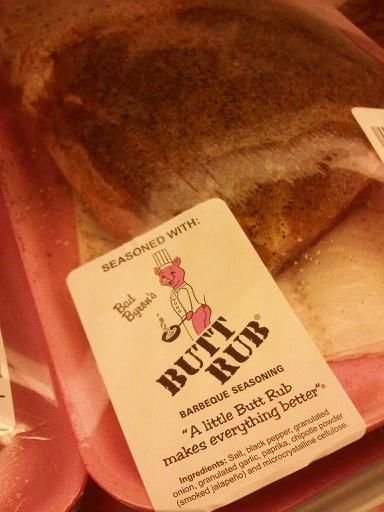 SEASONED WITH:
Bad
Byron's
BUTT
RUB®
BARBEQUE SEASONING
"A little Butt Rub
makes everything better"®
Ingredients: Salt, black pepper, granulated
onion, granulated garlic, paprika, chipotle powder
(smoked jalapeño) and microcrystalline cellulose.